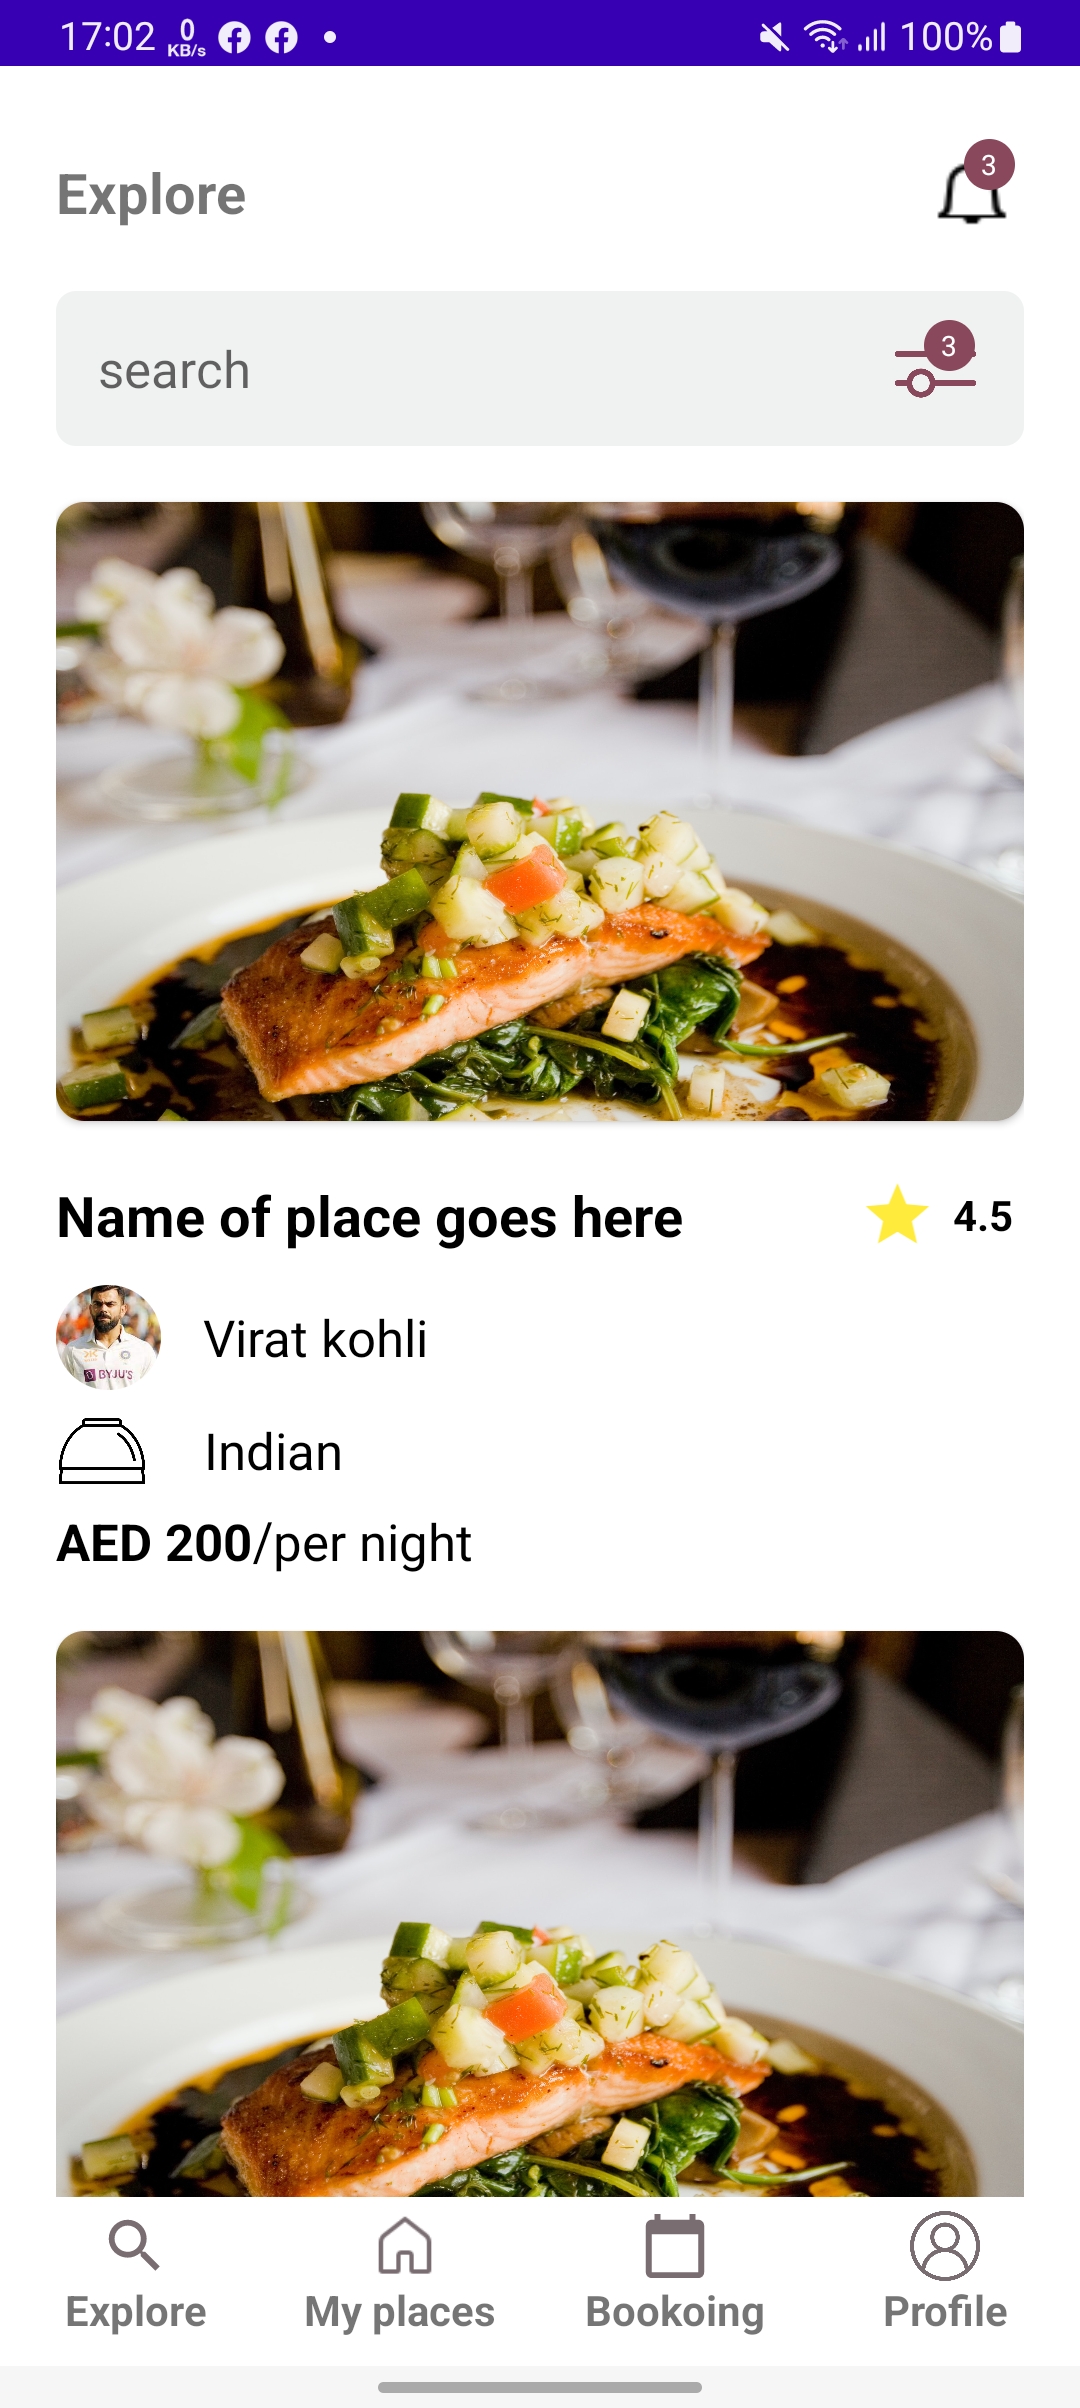 17:02 0 KB/s 100%
Explore 3
search 3
Name of place goes here 4.5
Virat kohli
BYJU'S
Indian
AED 200/per night
Explore My places Bookoing Profile